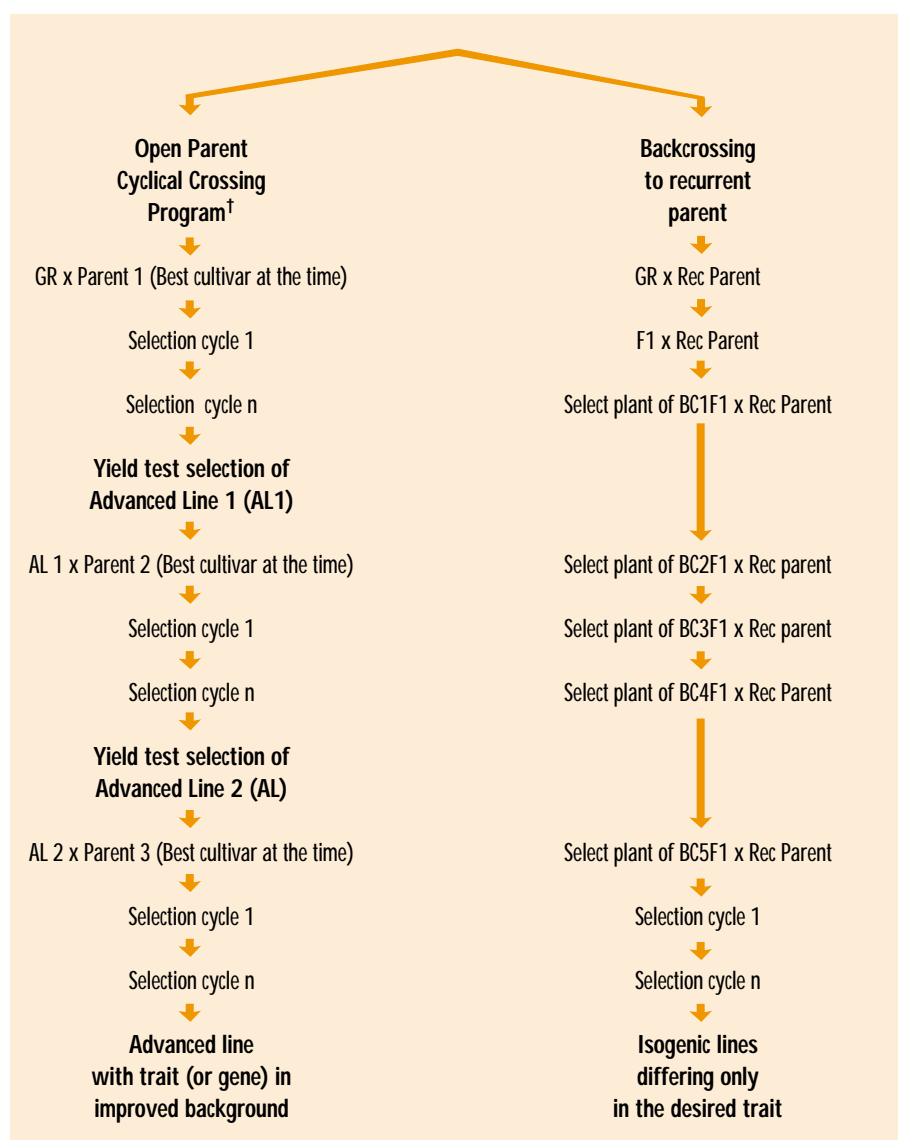 Open Parent
Cyclical Crossing
Program†
GR x Parent 1 (Best cultivar at the time)
Selection cycle 1
Selection cycle n
Yield test selection of
Advanced Line 1 (AL1)
AL 1 x Parent 2 (Best cultivar at the time)
Selection cycle 1
Selection cycle n
Yield test selection of
Advanced Line 2 (AL)
AL 2 x Parent 3 (Best cultivar at the time)
Selection cycle 1
Selection cycle n
Advanced line
with trait (or gene) in
improved background
Backcrossing
to recurrent
parent
GR x Rec Parent
F1 x Rec Parent
Select plant of BC1F1 x Rec Parent
Select plant of BC2F1 x Rec parent
Select plant of BC3F1 x Rec parent
Select plant of BC4F1 x Rec Parent
Select plant of BC5F1 x Rec Parent
Selection cycle 1
Selection cycle n
Isogenic lines
differing only
in the desired trait